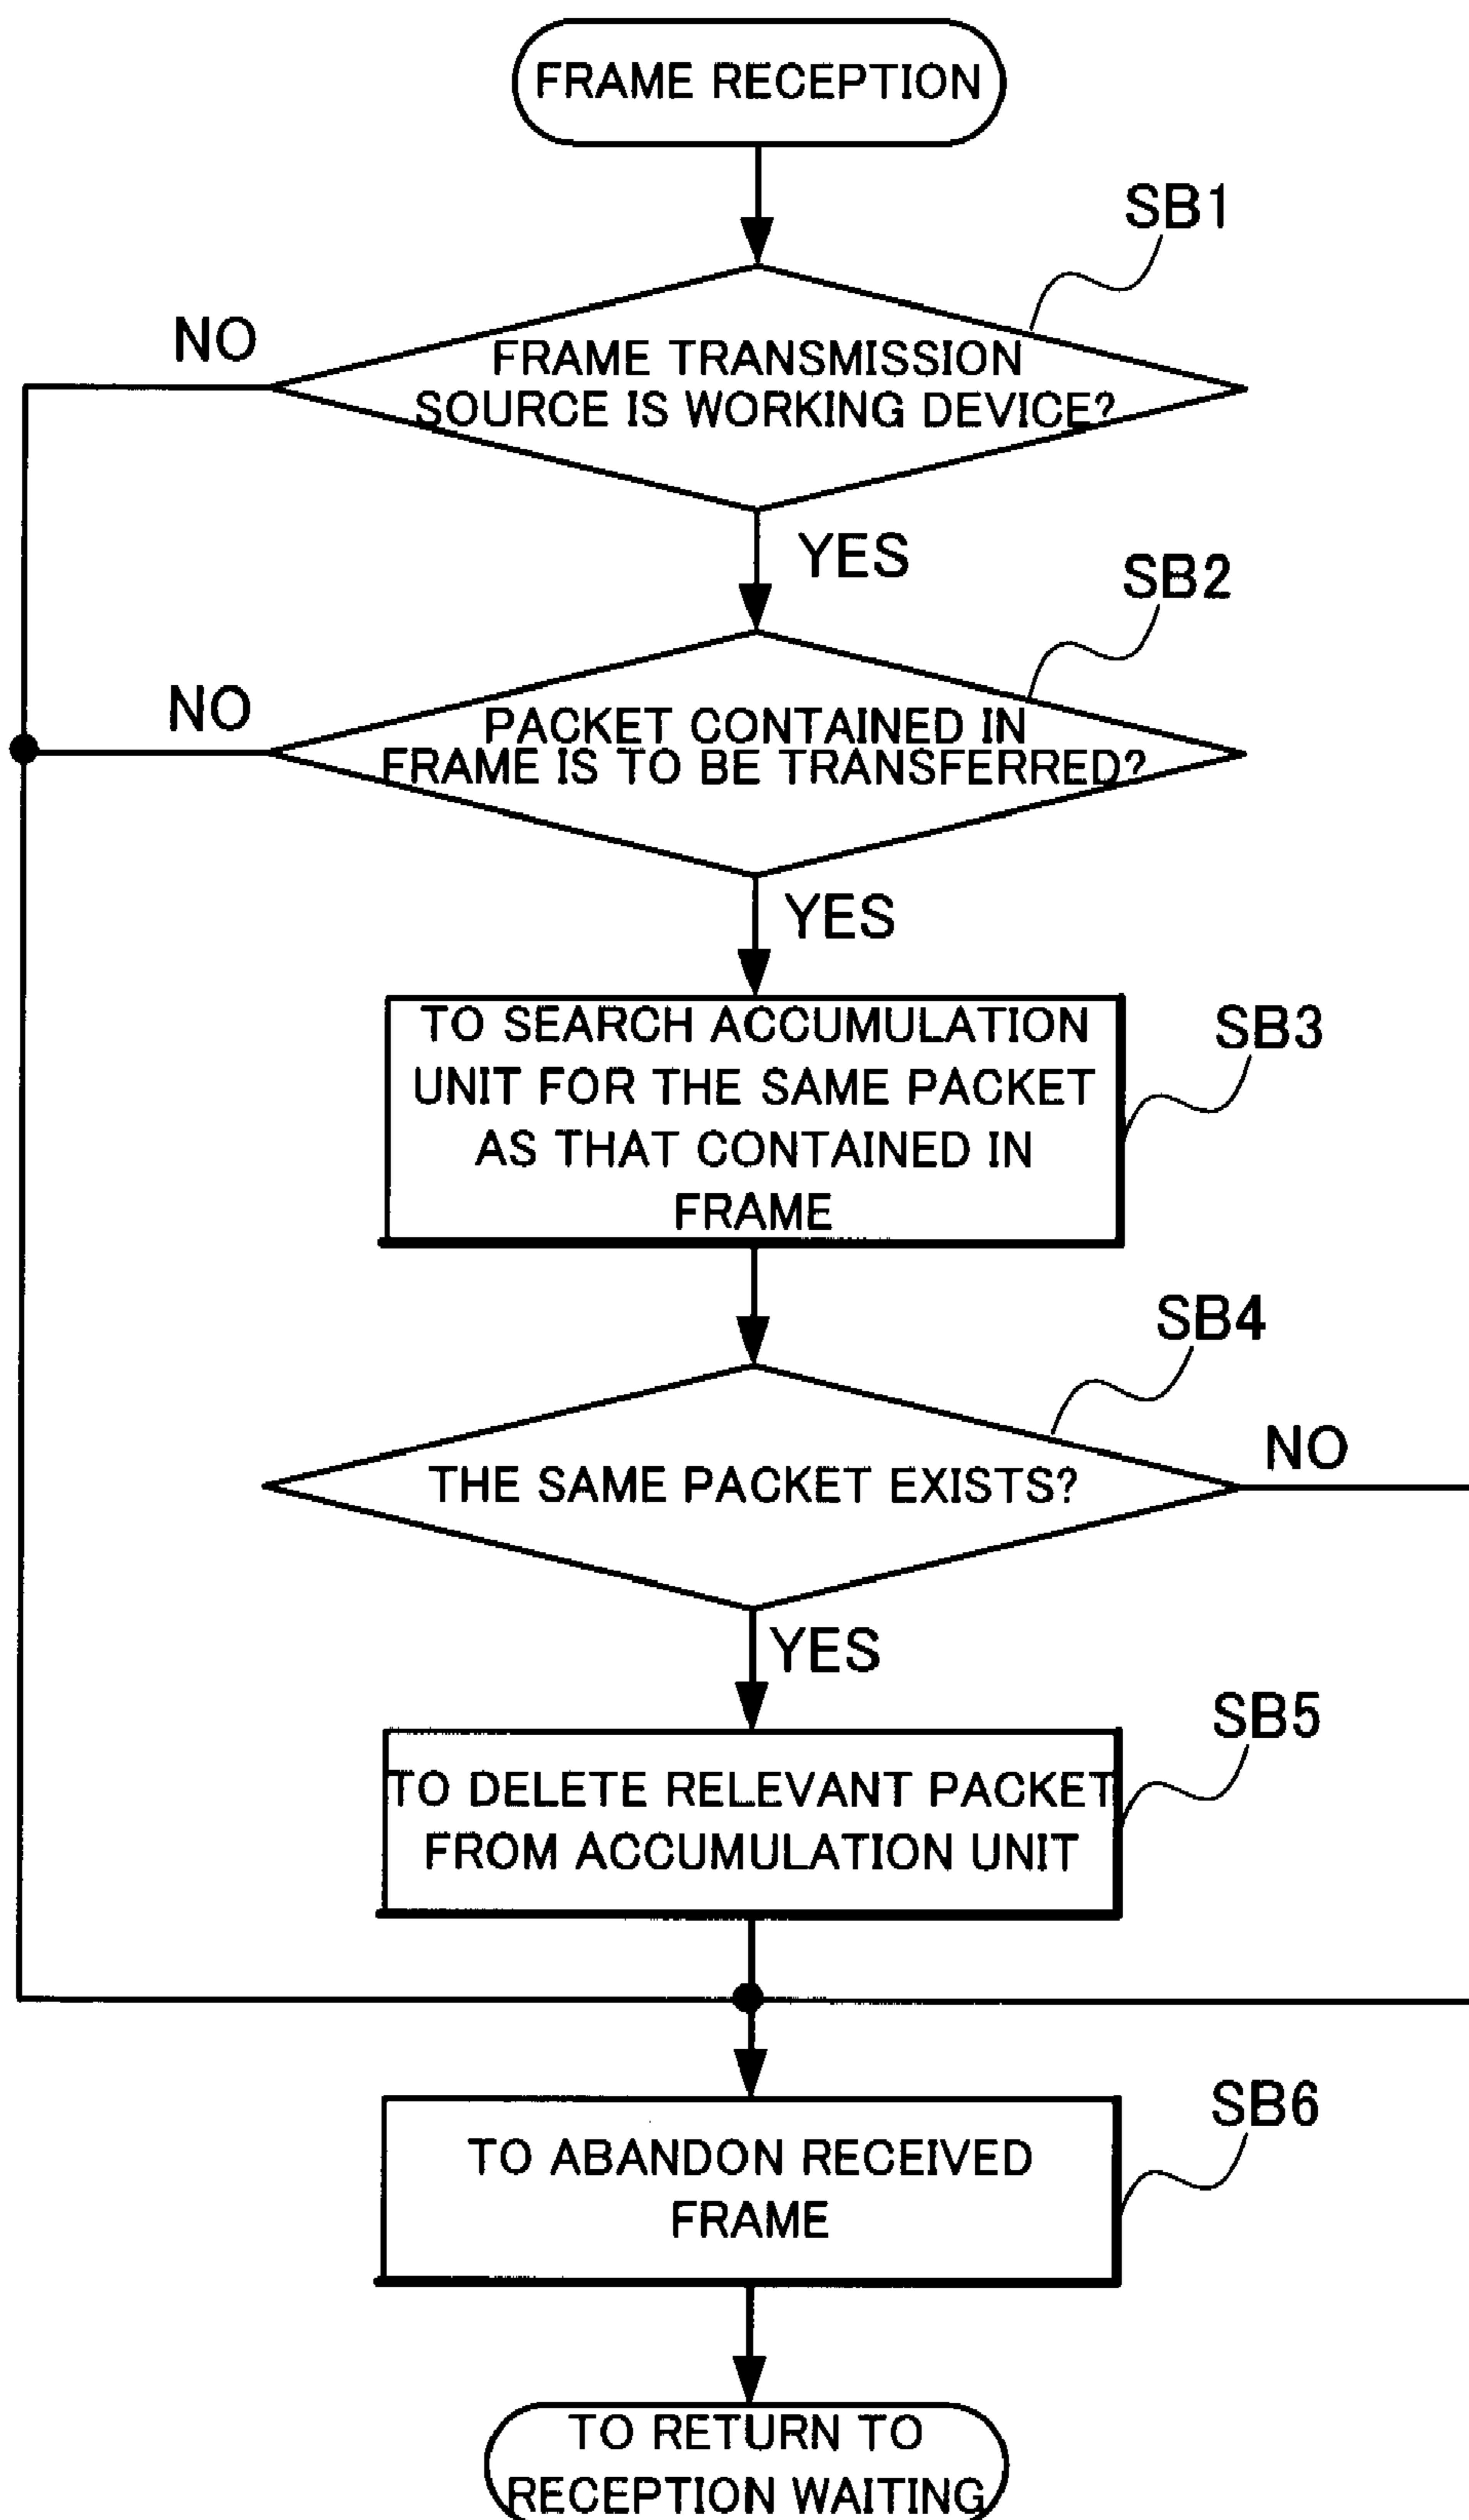 FRAME RECEPTION
SB1
NO
FRAME TRANSMISSION
SOURCE IS WORKING DEVICE?
YES
SB2
NO
PACKET CONTAINED IN
FRAME IS TO BE TRANSFERRED?
YES
TO SEARCH ACCUMULATION
UNIT FOR THE SAME PACKET
AS THAT CONTAINED IN
FRAME
SB3
SB4
NO
THE SAME PACKET EXISTS?
YES
SB5
TO DELETE RELEVANT PACKET
FROM ACCUMULATION UNIT
SB6
TO ABANDON RECEIVED
FRAME
TO RETURN TO
RECEPTION WAITING